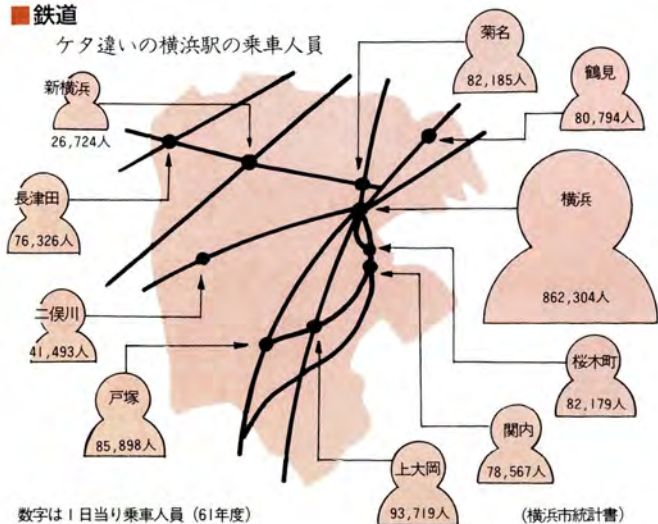 ■鉄道
ケタ違いの横浜駅の乗車人員
菊名
82,185人
鶴見
80,794人
新横浜
26,724人
横浜
862,304人
長津田
76,326人
二俣川
41,493人
桜木町
82,179人
戸塚
85,898人
関内
78,567人
上大岡
93,719人
数字は1日当り乗車人員(61年度)
(横浜市統計書)